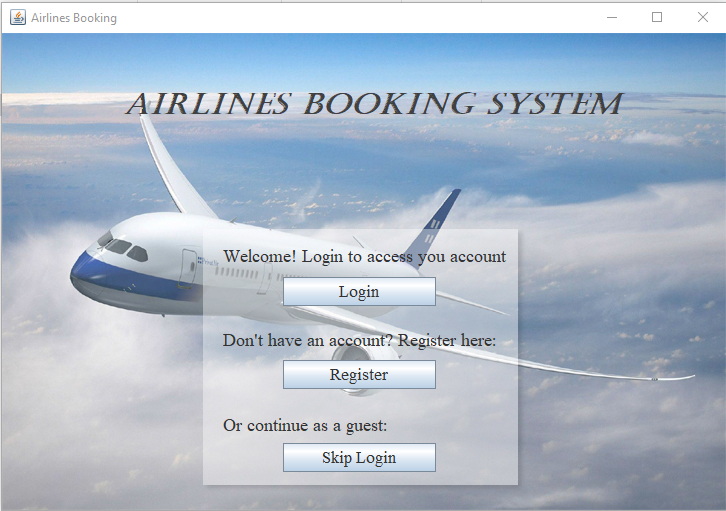 Airlines Booking
AIRLINES BOOKING SYSTEM
Welcome! Login to access you account
Login
Don't have an account? Register here:
Register
Or continue as a guest:
Skip Login